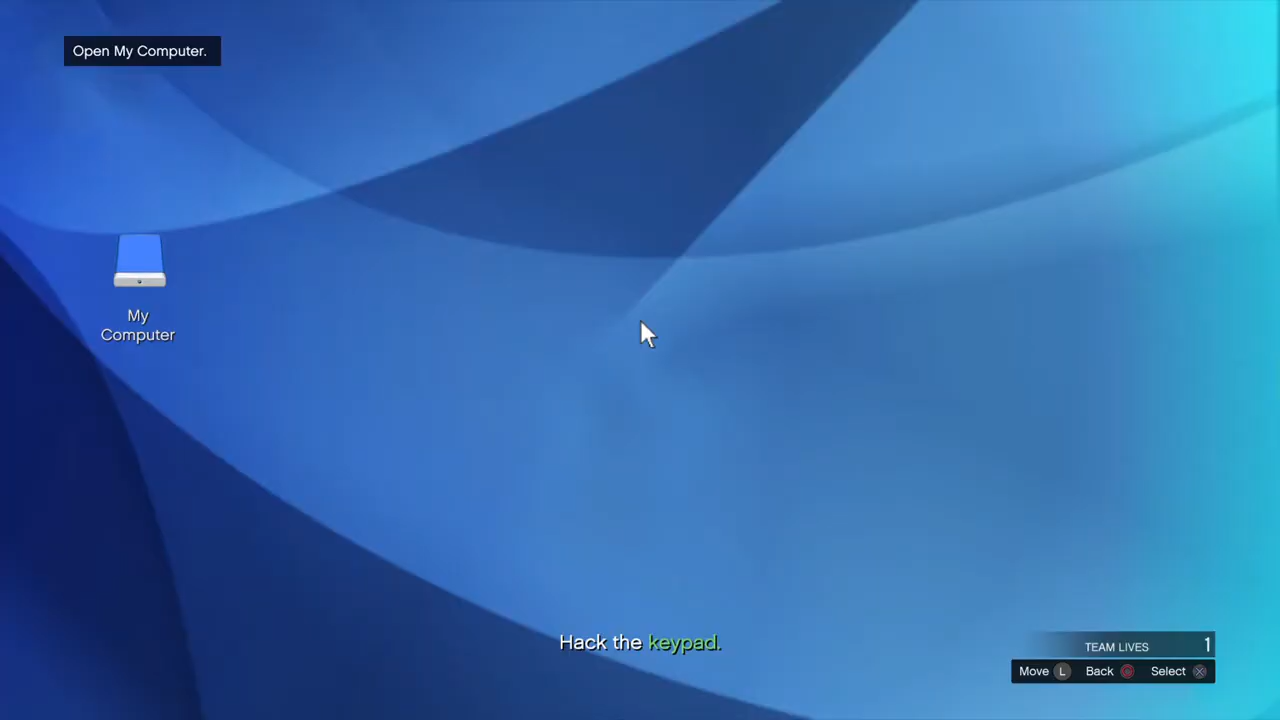 Open My Computer.
My
Computer
Hack the keypad.
TEAM LIVES 1
Move L Back Select